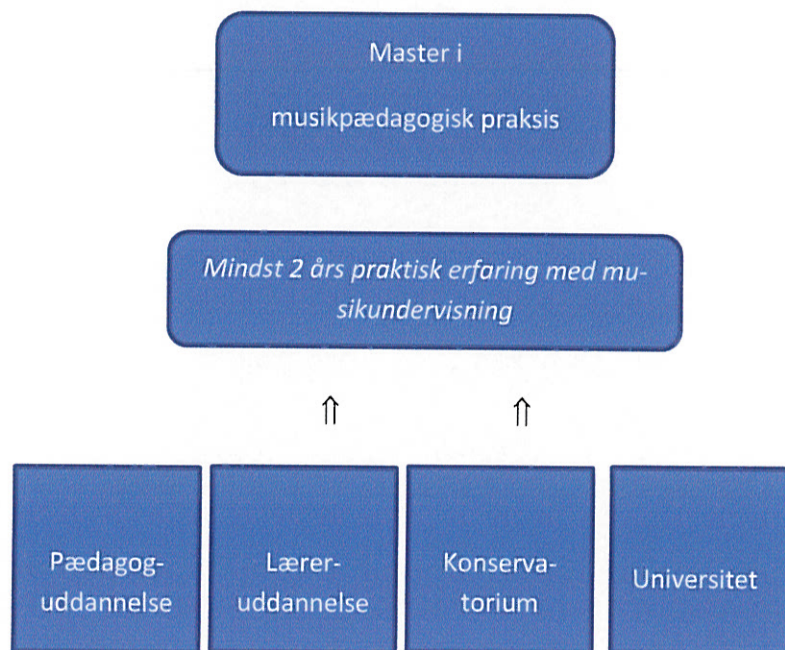 Master i
musikpædagogisk praksis
Mindst 2 års praktisk erfaring med mu-
sikundervisning
⇑ ⇑
Pædagog-
uddannelse
Lærer-
uddannelse
Konserva-
torium
Universitet